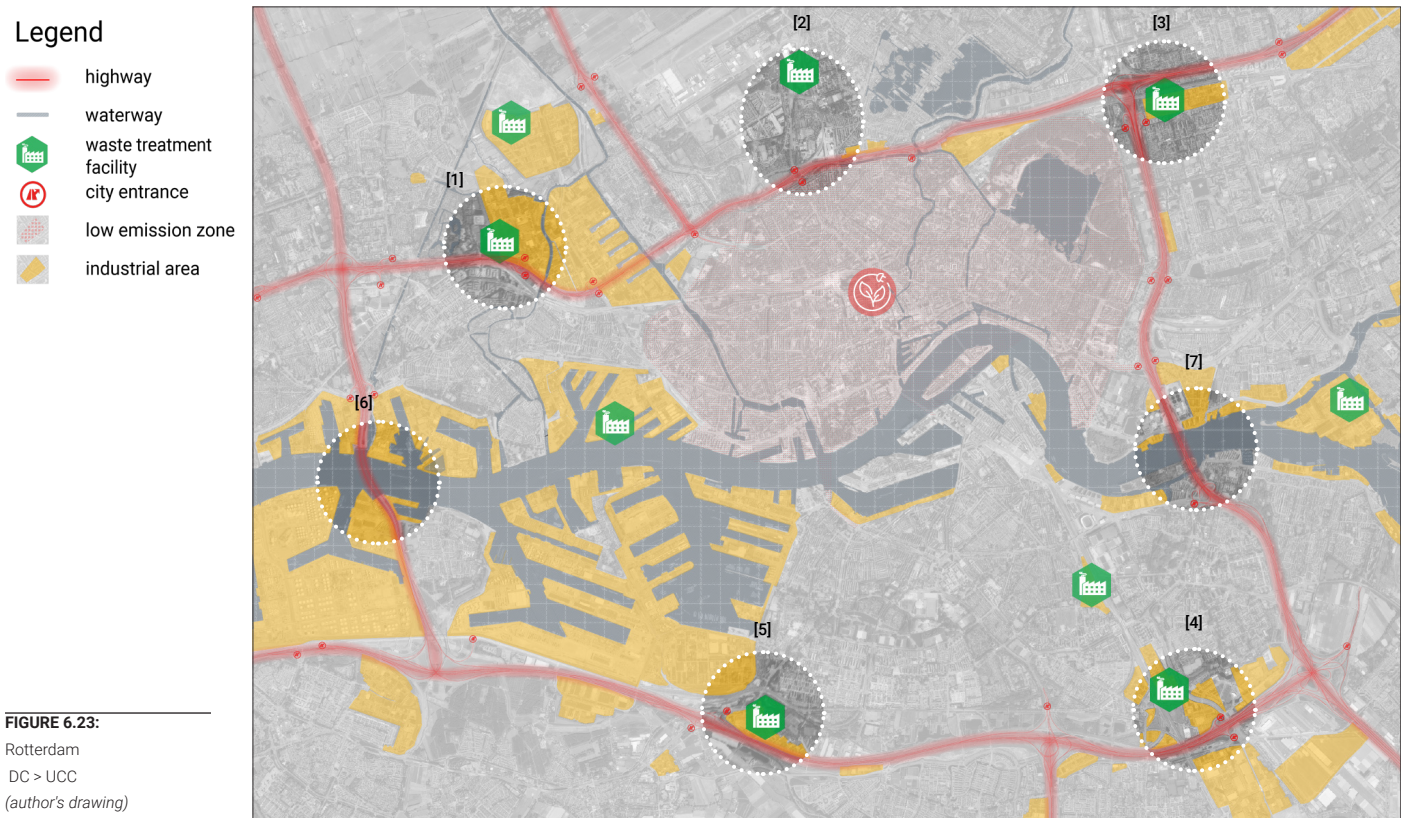 Legend
highway
waterway
waste treatment
facility
city entrance
low emission zone
industrial area
[1]
[2]
[3]
[4]
[5]
[6]
[7]
FIGURE 6.23:
Rotterdam
DC > UCC
(author's drawing)